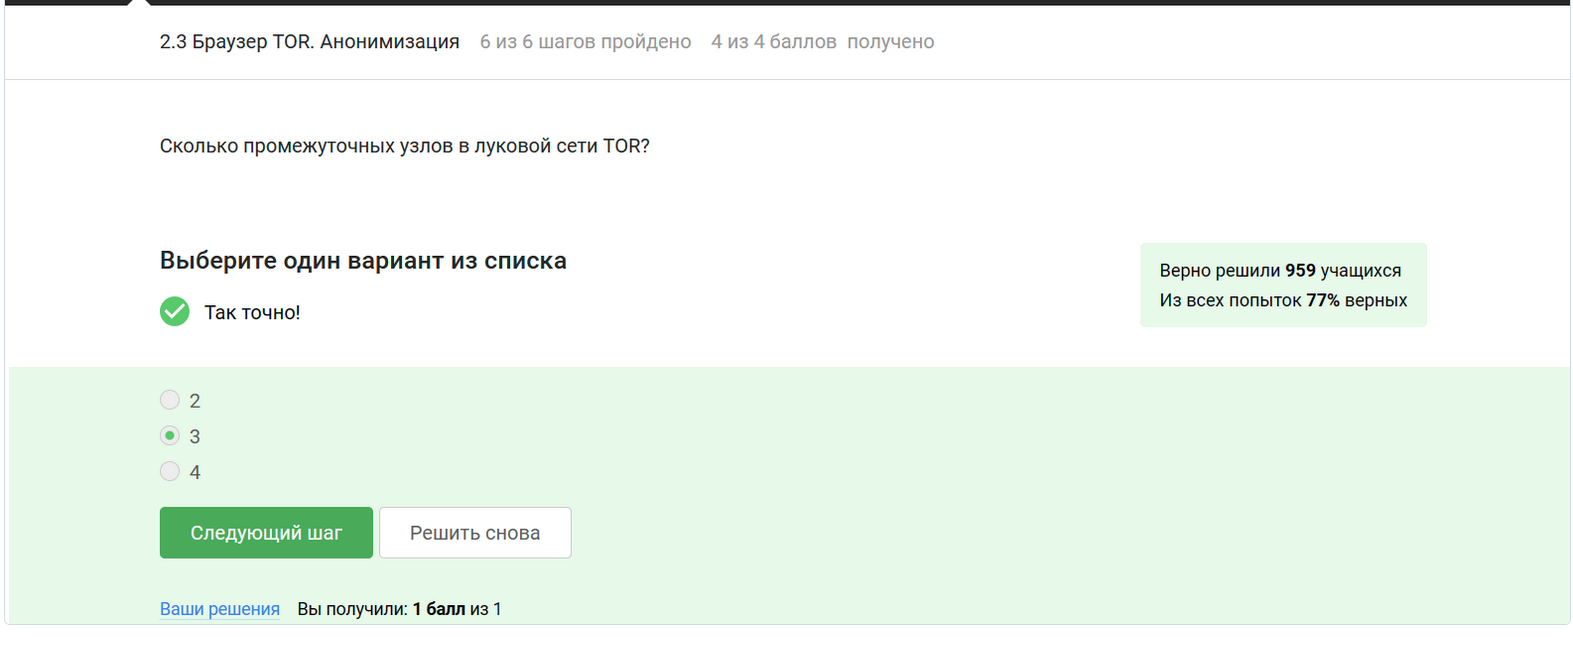 2.3 Браузер TOR. Анонимизация 6 из 6 шагов пройдено 4 из 4 баллов получено
Сколько промежуточных узлов в луковой сети TOR?
Выберите один вариант из списка
Так точно!
Верно решили 959 учащихся
Из всех попыток 77% верных
2
3
4
Следующий шаг Решить снова
Ваши решения Вы получили: 1 балл из 1